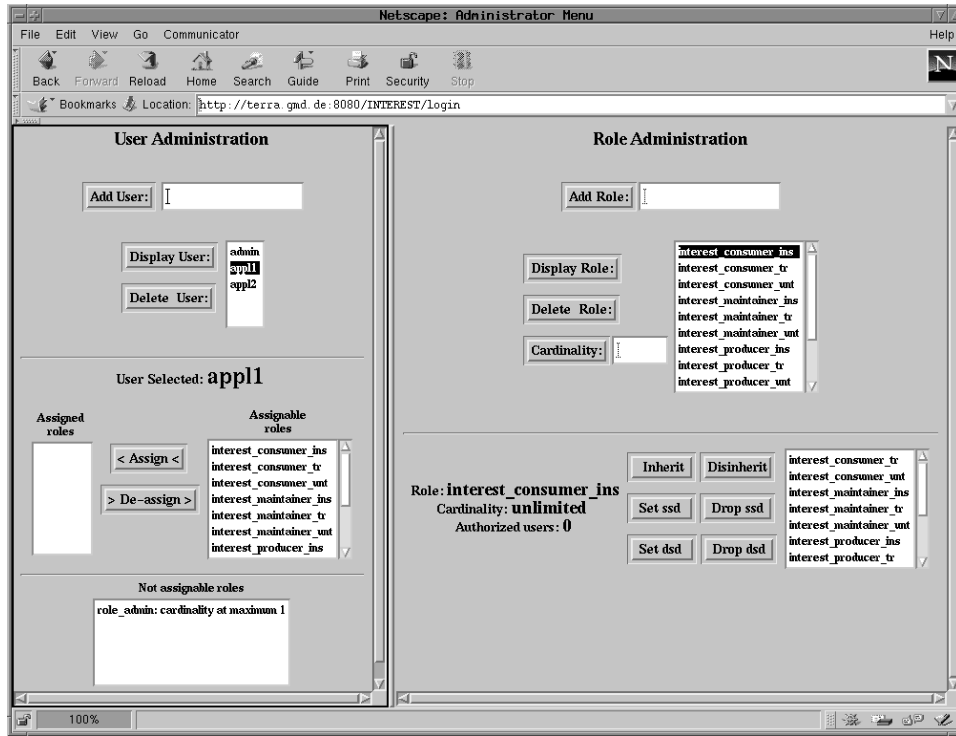 Netscape: Administrator Menu
File Edit View Go Communicator Help
Back Forward Reload Home Search Guide Print Security Stop
N
Bookmarks Location: http://terra.gmd.de:8080/INTEREST/login
User Administration
Add User:
Display User:
Delete User:
admin
appl1
appl2
User Selected: appl1
Assigned
roles
< Assign <
> De-assign >
Assignable
roles
interest_consumer_ins
interest_consumer_tr
interest_consumer_unt
interest_maintainer_ins
interest_maintainer_tr
interest_maintainer_unt
interest_producer_ins
Not assignable roles
role_admin: cardinality at maximum 1
Role Administration
Add Role:
Display Role:
Delete Role:
Cardinality:
interest_consumer_ins
interest_consumer_tr
interest_consumer_unt
interest_maintainer_ins
interest_maintainer_tr
interest_maintainer_unt
interest_producer_ins
interest_producer_tr
interest_producer_unt
Role: interest_consumer_ins
Cardinality: unlimited
Authorized users: 0
Inherit Disinherit
Set ssd Drop ssd
Set dsd Drop dsd
interest_consumer_tr
interest_consumer_unt
interest_maintainer_ins
interest_maintainer_tr
interest_maintainer_unt
interest_producer_ins
interest_producer_tr
100%